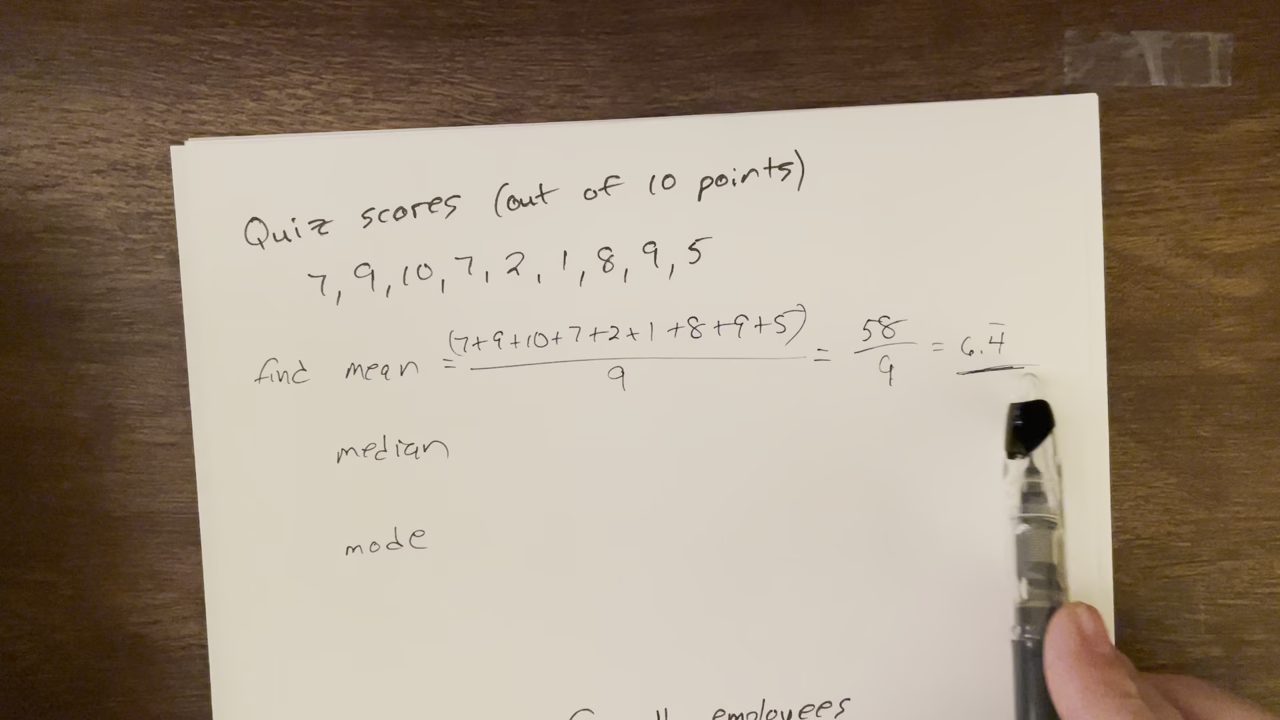 Quiz scores (out of 10 points)
7, 9, 10, 7, 2, 1, 8, 9, 5
find mean = (7+9+10+7+2+1+8+9+5) / 9 = 58 / 9 = 6.4̅
median
mode
employees